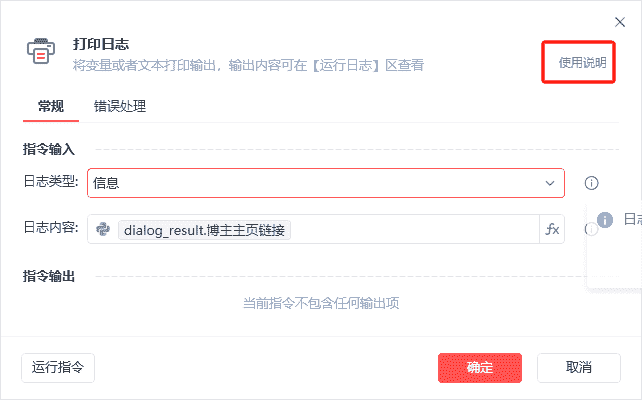 打印日志
将变量或者文本打印输出，输出内容可在【运行日志】区查看
使用说明
常规
错误处理
指令输入
日志类型:
信息
日志内容:
dialog_result.博主主页链接
fx
日志
指令输出
当前指令不包含任何输出项
运行指令
确定
取消